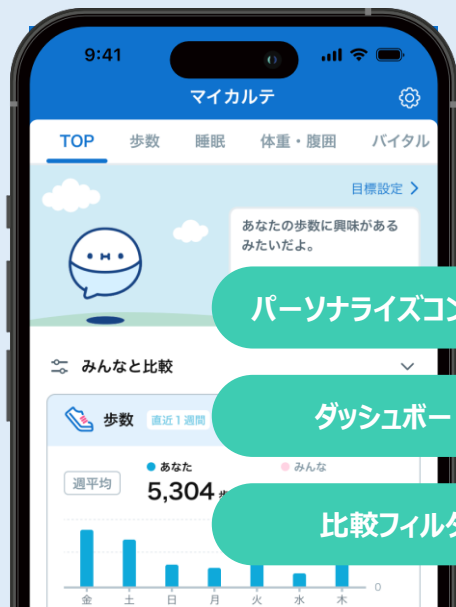 9:41
マイカルテ
TOP 歩数 睡眠 体重・腹囲 バイタル
目標設定
あなたの歩数に興味がある
みたいだよ。
パーソナライズコン
みんなと比較
歩数 直近1週間
ダッシュボー
あなた みんな
週平均 5,304
比較フィルタ
0
金 土 日 月 火 水 木